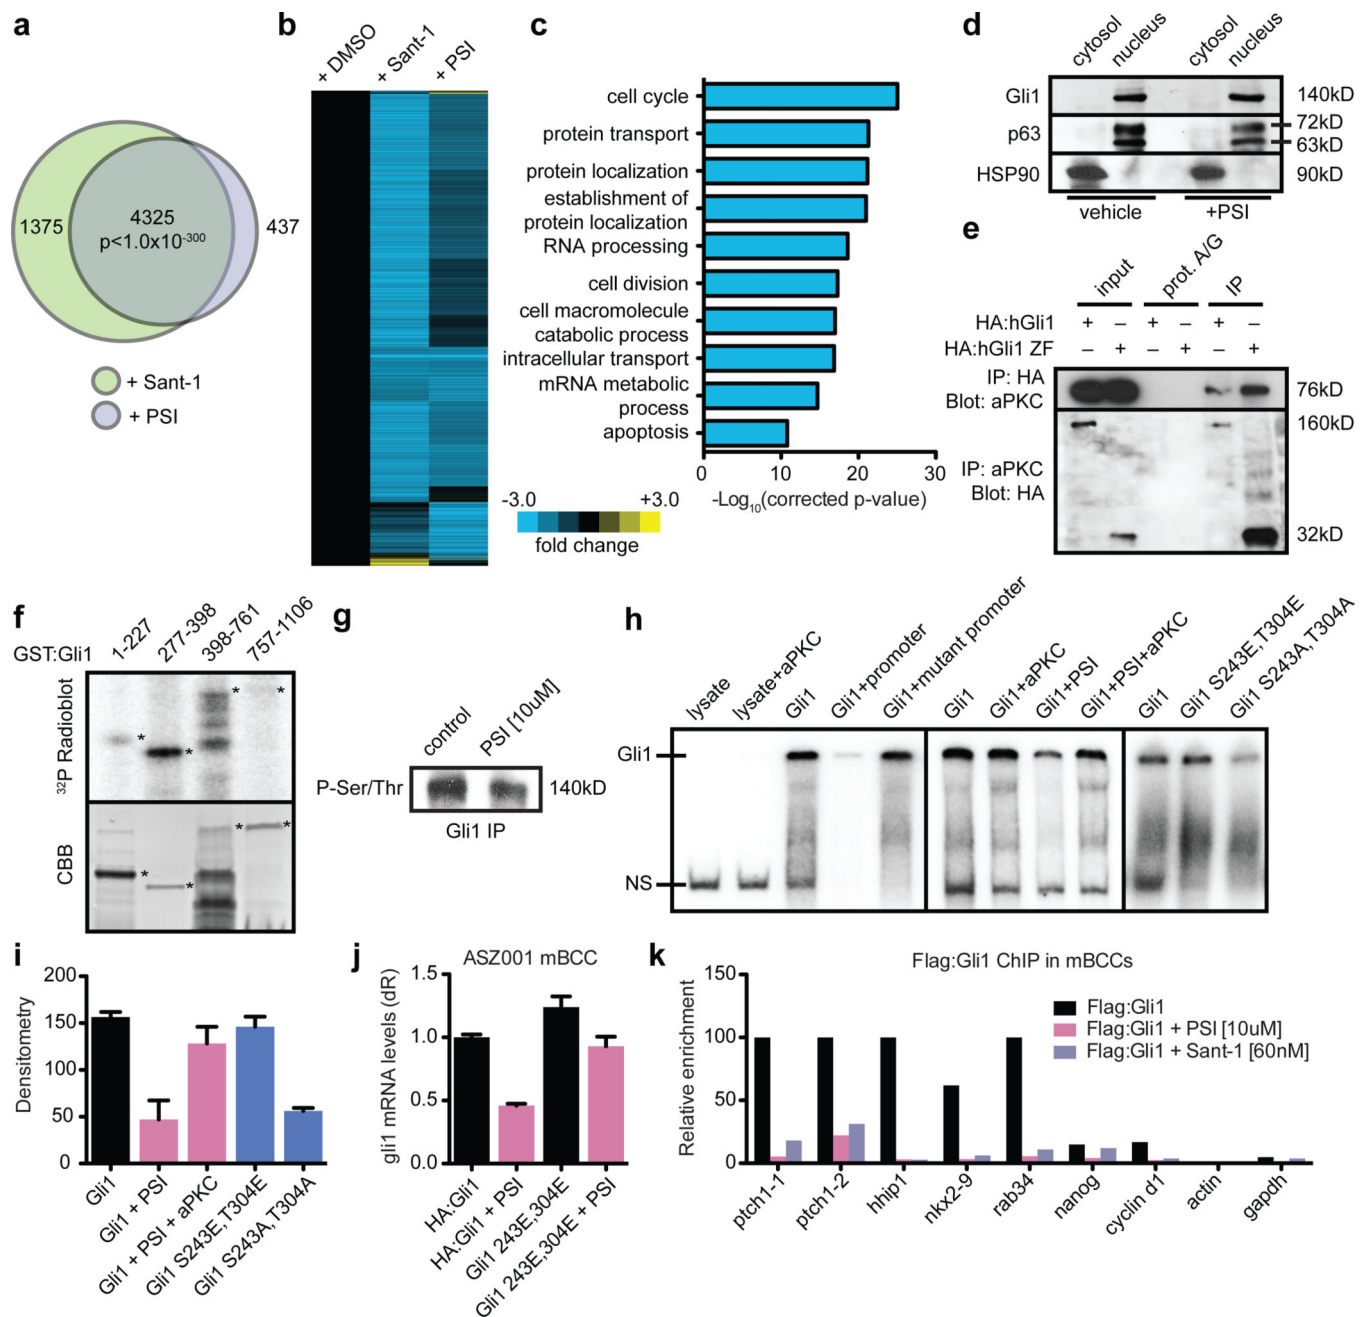 a
1375
4325
p<1.0x10-300
437
+ Sant-1
+ PSI
b
+ DMSO
+ Sant-1
+ PSI
-3.0
+3.0
fold change
c
cell cycle
protein transport
protein localization
establishment of
protein localization
RNA processing
cell division
cell macromolecule
catabolic process
intracellular transport
mRNA metabolic
process
apoptosis
0
10
20
30
-Log10(corrected p-value)
d
cytosol
nucleus
cytosol
nucleus
Gli1
140kD
p63
72kD
63kD
HSP90
90kD
vehicle
+PSI
e
input
prot. A/G
IP
HA:hGli1 + – + – + –
HA:hGli1 ZF – + – + – +
IP: HA
Blot: aPKC
76kD
160kD
IP: aPKC
Blot: HA
32kD
f
GST:Gli1
1-227
277-398
398-761
757-1106
32P Radioblot
* * * *
CBB
* * * *
g
control
PSI [10uM]
P-Ser/Thr
140kD
Gli1 IP
h
lysate
lysate+aPKC
Gli1
Gli1+promoter
Gli1+mutant promoter
Gli1
Gli1+aPKC
Gli1+PSI
Gli1+PSI+aPKC
Gli1
Gli1 S243E,T304E
Gli1 S243A,T304A
Gli1
NS
i
Densitometry
200
150
100
50
0
Gli1
Gli1 + PSI
Gli1 + PSI + aPKC
Gli1 S243E,T304E
Gli1 S243A,T304A
j
ASZ001 mBCC
gli1 mRNA levels (dR)
1.5
1.0
0.5
0.0
HA:Gli1
HA:Gli1 + PSI
Gli1 243E,304E
Gli1 243E,304E + PSI
k
Flag:Gli1 ChIP in mBCCs
Relative enrichment
150
100
50
0
Flag:Gli1
Flag:Gli1 + PSI [10uM]
Flag:Gli1 + Sant-1 [60nM]
ptch1-1
ptch1-2
hhip1
nkx2-9
rab34
nanog
cyclin d1
actin
gapdh